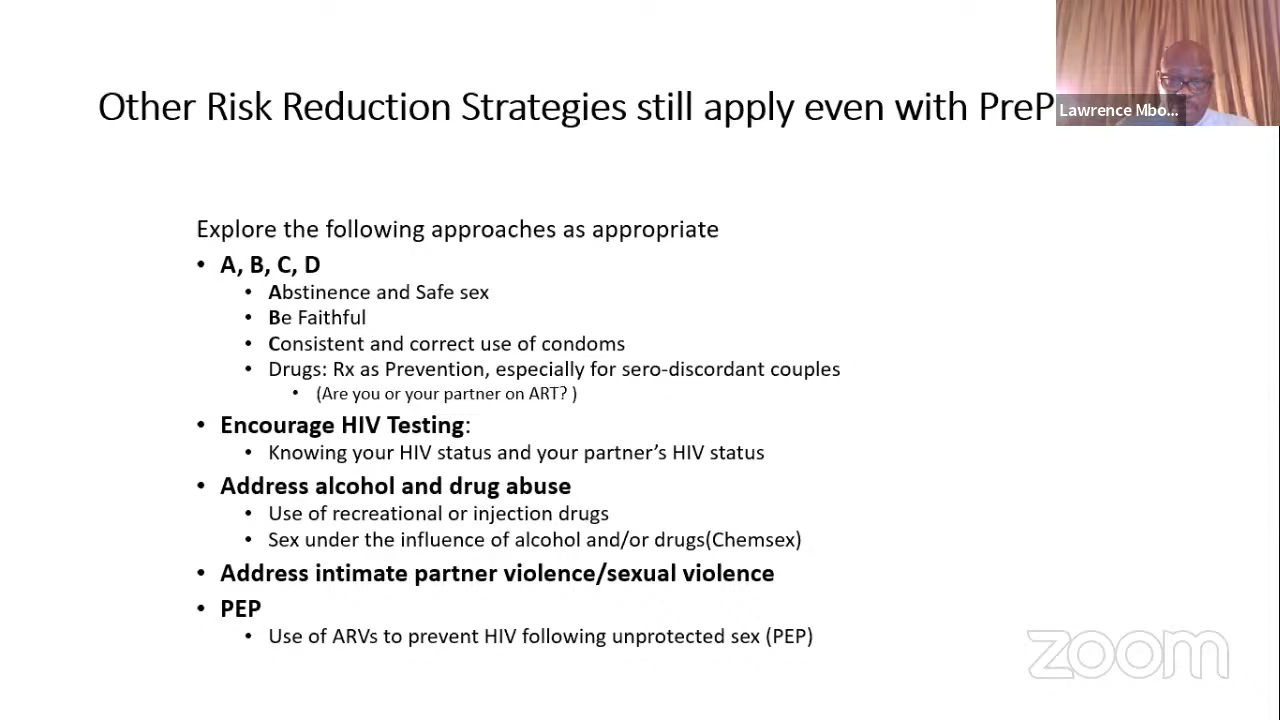 Other Risk Reduction Strategies still apply even with PreP
Lawrence Mbo...
Explore the following approaches as appropriate
• A, B, C, D
• Abstinence and Safe sex
• Be Faithful
• Consistent and correct use of condoms
• Drugs: Rx as Prevention, especially for sero-discordant couples
• (Are you or your partner on ART? )
• Encourage HIV Testing:
• Knowing your HIV status and your partner's HIV status
• Address alcohol and drug abuse
• Use of recreational or injection drugs
• Sex under the influence of alcohol and/or drugs(Chemsex)
• Address intimate partner violence/sexual violence
• PEP
• Use of ARVs to prevent HIV following unprotected sex (PEP)
zoom